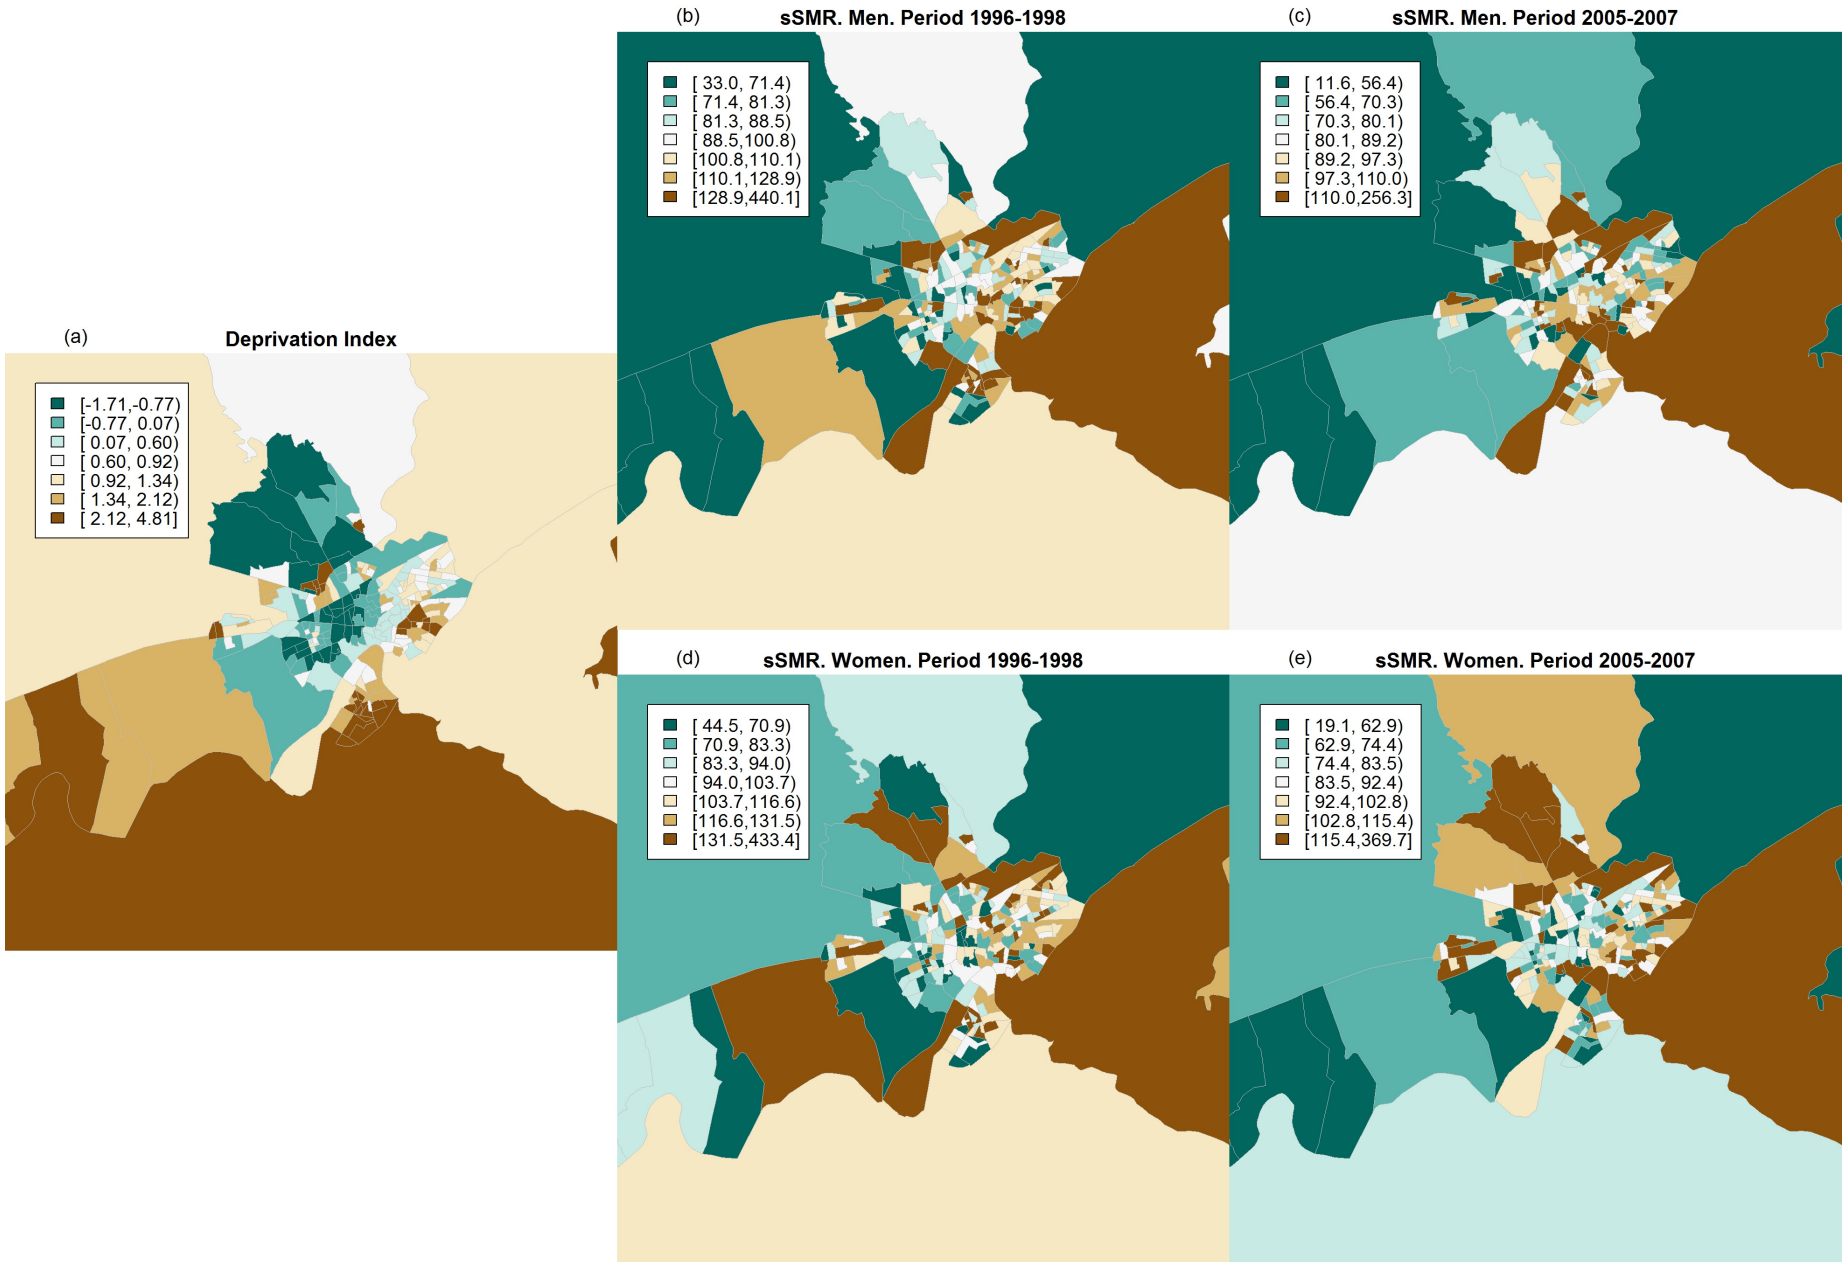 (b) sSMR. Men. Period 1996-1998
[ 33.0, 71.4)
[ 71.4, 81.3)
[ 81.3, 88.5)
[ 88.5,100.8)
[100.8,110.1)
[110.1,128.9)
[128.9,440.1]
(c) sSMR. Men. Period 2005-2007
[ 11.6, 56.4)
[ 56.4, 70.3)
[ 70.3, 80.1)
[ 80.1, 89.2)
[ 89.2, 97.3)
[ 97.3,110.0)
[110.0,256.3]
(a) Deprivation Index
[-1.71,-0.77)
[-0.77, 0.07)
[ 0.07, 0.60)
[ 0.60, 0.92)
[ 0.92, 1.34)
[ 1.34, 2.12)
[ 2.12, 4.81]
(d) sSMR. Women. Period 1996-1998
[ 44.5, 70.9)
[ 70.9, 83.3)
[ 83.3, 94.0)
[ 94.0,103.7)
[103.7,116.6)
[116.6,131.5)
[131.5,433.4]
(e) sSMR. Women. Period 2005-2007
[ 19.1, 62.9)
[ 62.9, 74.4)
[ 74.4, 83.5)
[ 83.5, 92.4)
[ 92.4,102.8)
[102.8,115.4)
[115.4,369.7]